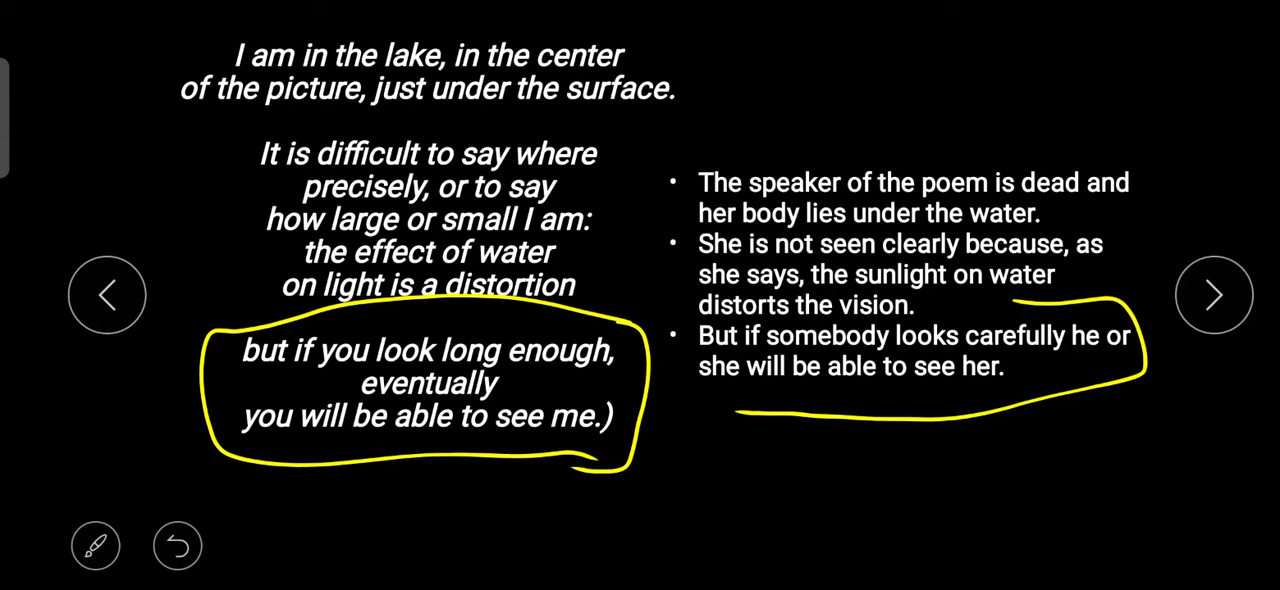 I am in the lake, in the center
of the picture, just under the surface.
It is difficult to say where
precisely, or to say
how large or small I am:
the effect of water
on light is a distortion
but if you look long enough,
eventually
you will be able to see me.)
• The speaker of the poem is dead and
her body lies under the water.
• She is not seen clearly because, as
she says, the sunlight on water
distorts the vision.
• But if somebody looks carefully he or
she will be able to see her.